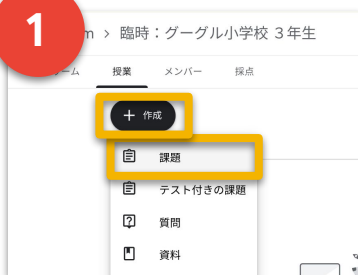 1
m > 臨時：グーグル小学校 3年生
ーム 授業 メンバー 採点
+ 作成
課題
テスト付きの課題
質問
資料